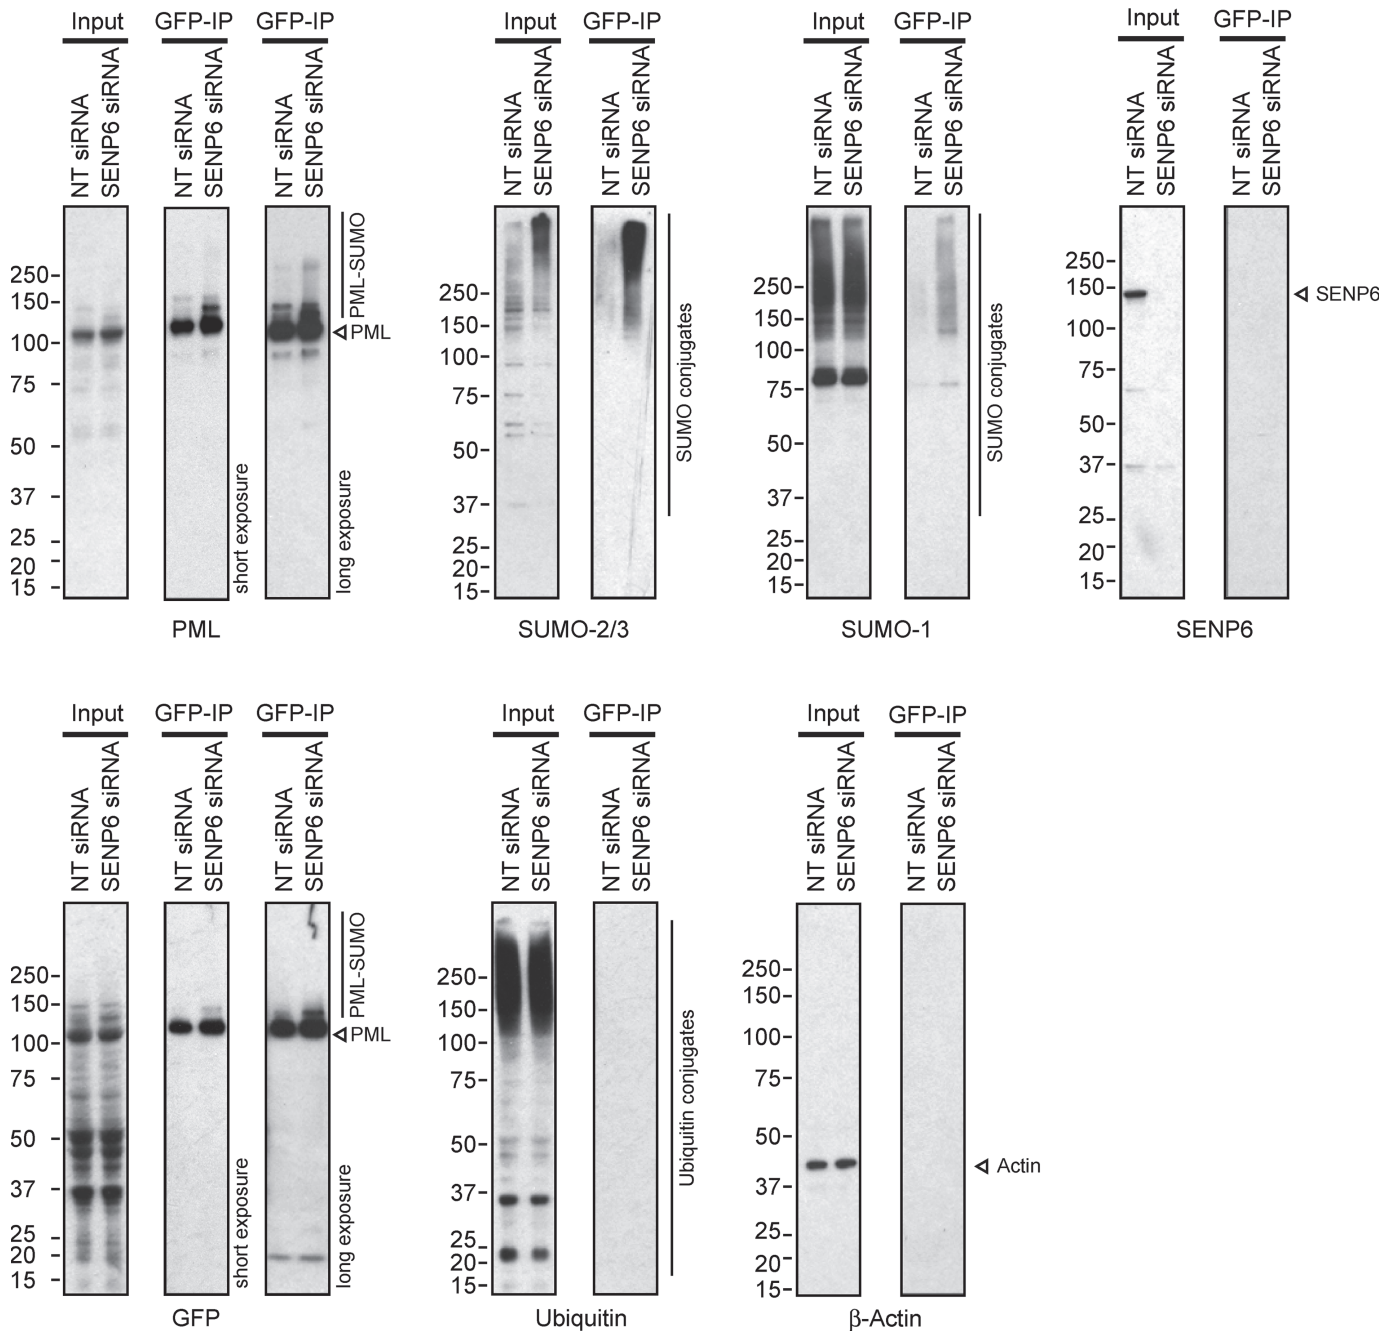 Input GFP-IP GFP-IP
NT siRNA
SENP6 siRNA
NT siRNA
SENP6 siRNA
NT siRNA
SENP6 siRNA
250
150
100
75
50
37
25
20
15
short exposure
long exposure
PML-SUMO
PML
PML
Input GFP-IP
NT siRNA
SENP6 siRNA
NT siRNA
SENP6 siRNA
250
150
100
75
50
37
25
20
15
SUMO conjugates
SUMO-2/3
Input GFP-IP
NT siRNA
SENP6 siRNA
NT siRNA
SENP6 siRNA
250
150
100
75
50
37
25
20
15
SUMO conjugates
SUMO-1
Input GFP-IP
NT siRNA
SENP6 siRNA
NT siRNA
SENP6 siRNA
250
150
100
75
50
37
25
20
15
SENP6
SENP6
Input GFP-IP GFP-IP
NT siRNA
SENP6 siRNA
NT siRNA
SENP6 siRNA
NT siRNA
SENP6 siRNA
250
150
100
75
50
37
25
20
15
short exposure
long exposure
PML-SUMO
PML
GFP
Input GFP-IP
NT siRNA
SENP6 siRNA
NT siRNA
SENP6 siRNA
250
150
100
75
50
37
25
20
15
Ubiquitin conjugates
Ubiquitin
Input GFP-IP
NT siRNA
SENP6 siRNA
NT siRNA
SENP6 siRNA
250
150
100
75
50
37
25
20
15
Actin
β-Actin